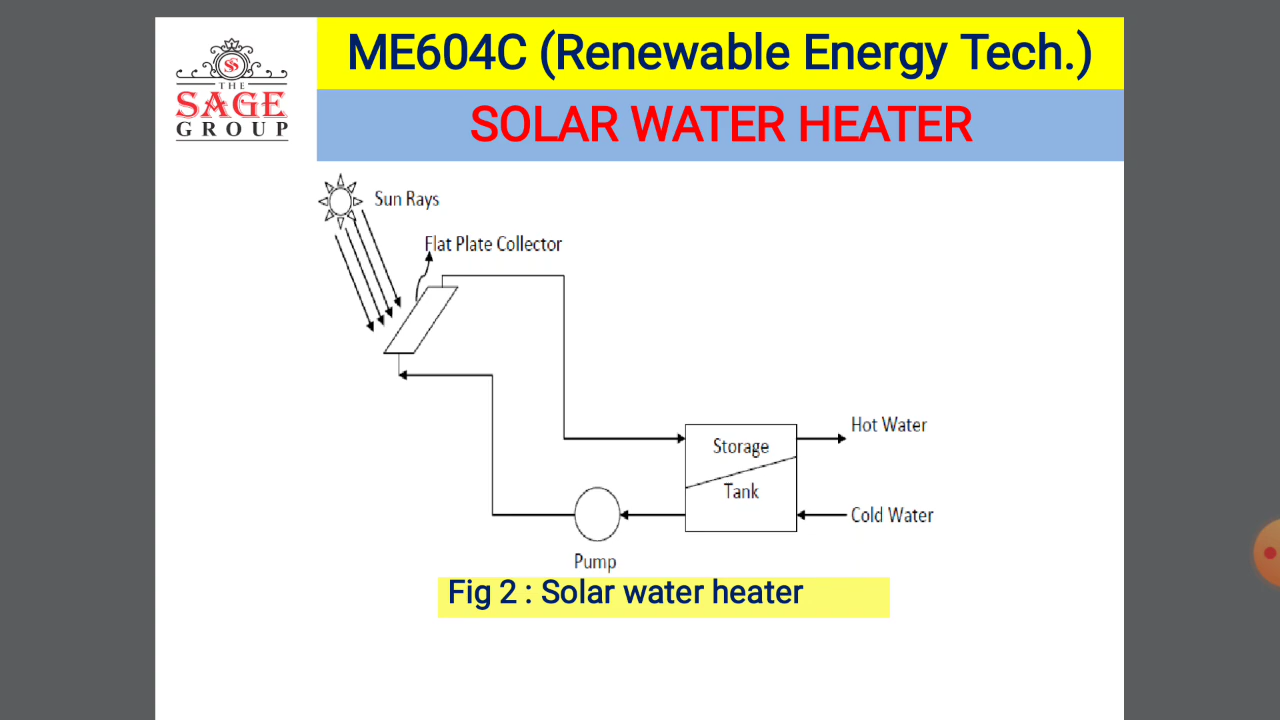 ME604C (Renewable Energy Tech.)
SS
THE
SAGE
GROUP
SOLAR WATER HEATER
Sun Rays
Flat Plate Collector
Hot Water
Storage
Tank
Cold Water
Pump
Fig 2 : Solar water heater